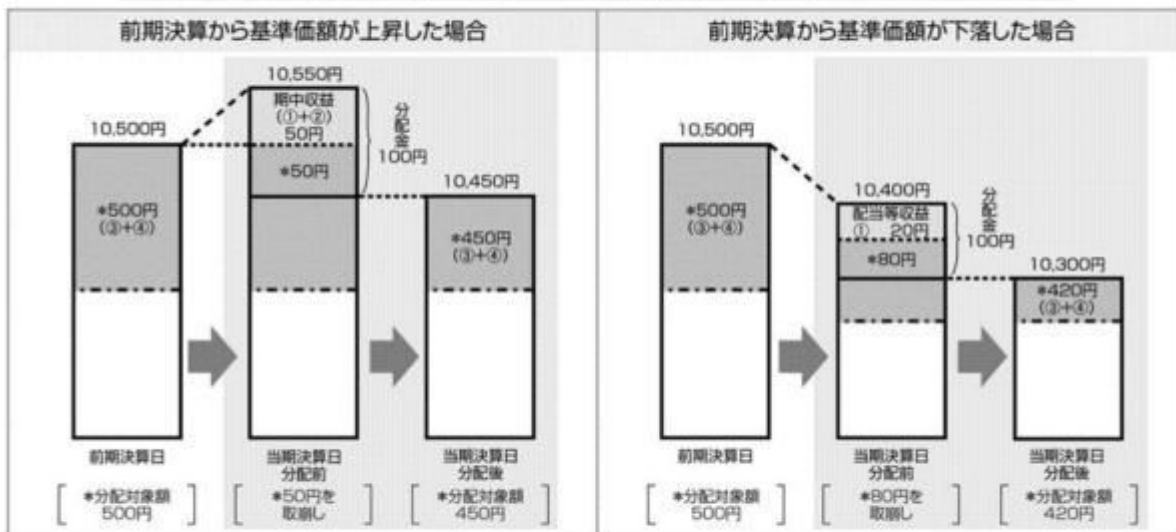 前期決算から基準価額が上昇した場合
10,500円
*500円
(③+④)
10,550円
期中収益
(①+②)
50円
*50円
分配金
100円
10,450円
*450円
(③+④)
前期決算日
当期決算日
分配前
当期決算日
分配後
*分配対象額
500円
*50円を
取崩し
*分配対象額
450円
前期決算から基準価額が下落した場合
10,500円
*500円
(③+④)
10,400円
配当等収益
① 20円
*80円
分配金
100円
10,300円
*420円
(③+④)
前期決算日
当期決算日
分配前
当期決算日
分配後
*分配対象額
500円
*80円を
取崩し
*分配対象額
420円